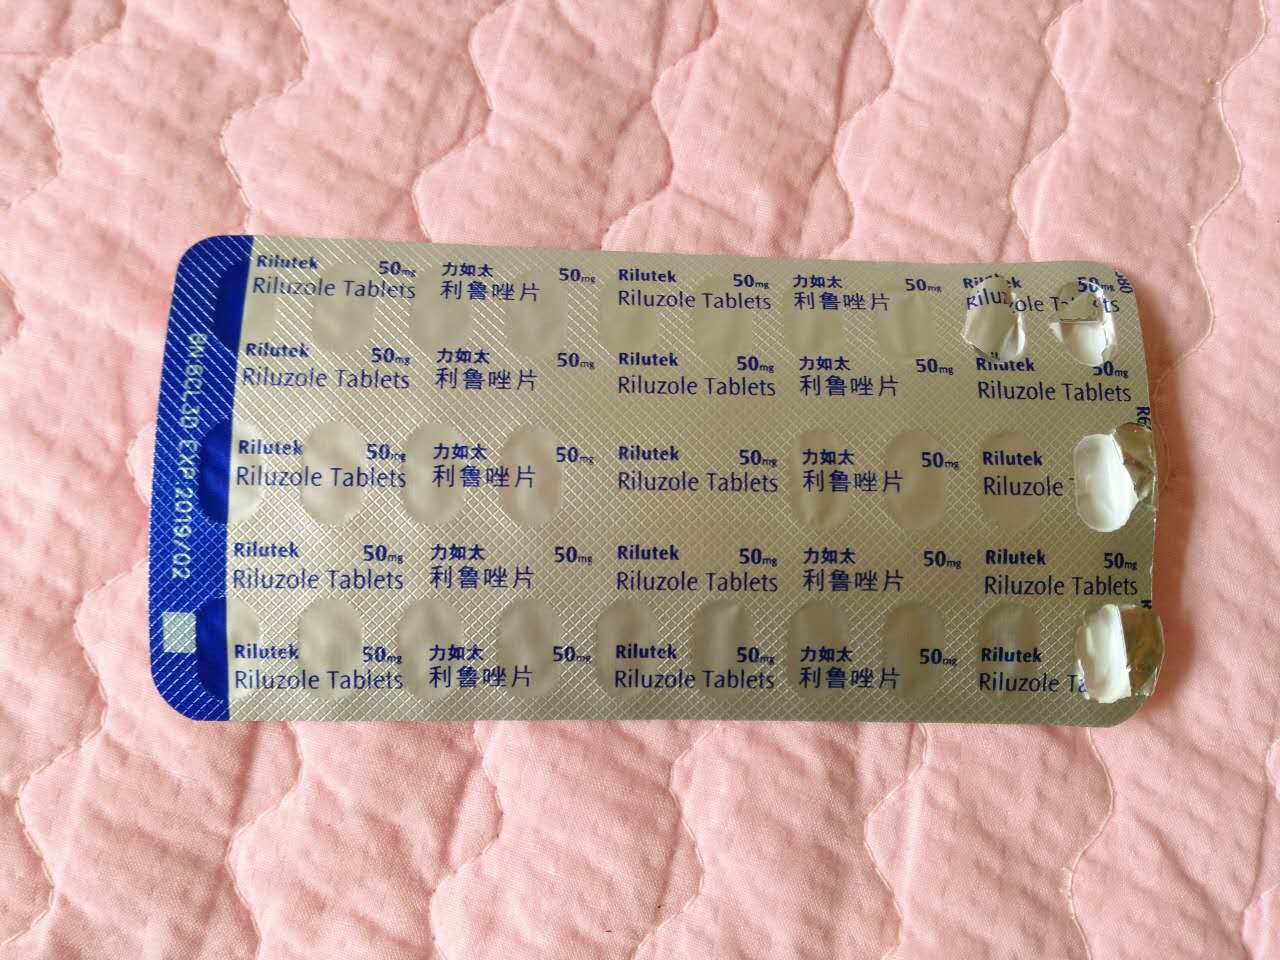 BN 6CL3D EXP.2019/02
Rilutek 50mg 力如太 50mg Rilutek 50mg 力如太 50mg Rilutek 50mg
Riluzole Tablets 利鲁唑片 Riluzole Tablets 利鲁唑片 Riluzole Tablets
Rilutek 50mg 力如太 50mg Rilutek 50mg 力如太 50mg Rilutek 50mg
Riluzole Tablets 利鲁唑片 Riluzole Tablets 利鲁唑片 Riluzole Tablets
Rilutek 50mg 力如太 50mg Rilutek 50mg 力如太 50mg Rilutek
Riluzole Tablets 利鲁唑片 Riluzole Tablets 利鲁唑片 Riluzole
Rilutek 50mg 力如太 50mg Rilutek 50mg 力如太 50mg Rilutek 50mg
Riluzole Tablets 利鲁唑片 Riluzole Tablets 利鲁唑片 Riluzole Tablets
Rilutek 50mg 力如太 50mg Rilutek 50mg 力如太 50mg Rilutek
Riluzole Tablets 利鲁唑片 Riluzole Tablets 利鲁唑片 Riluzole